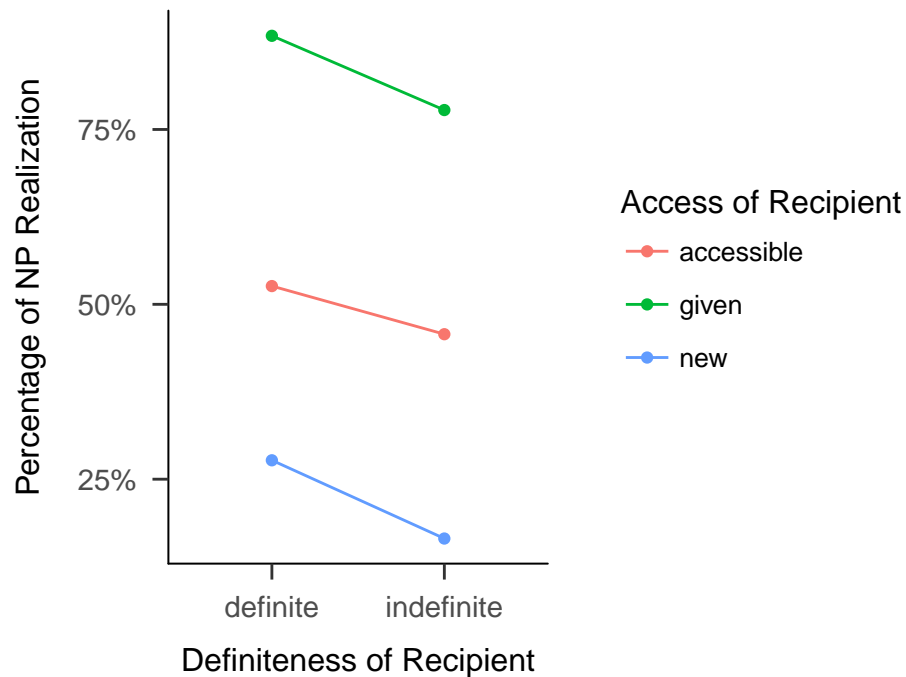 Percentage of NP Realization
75%
50%
25%
definite indefinite
Definiteness of Recipient
Access of Recipient
accessible
given
new